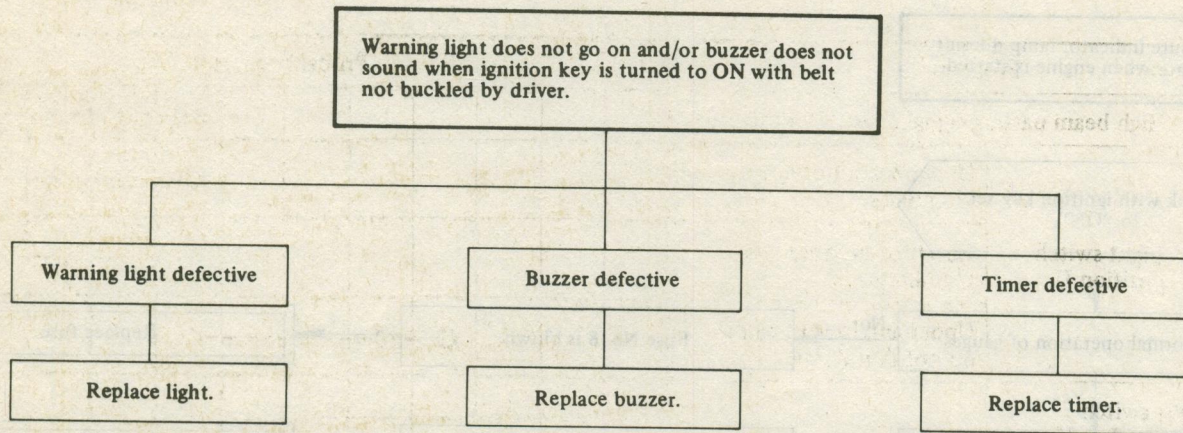 Warning light does not go on and/or buzzer does not
sound when ignition key is turned to ON with belt
not buckled by driver.
Warning light defective
Buzzer defective
Timer defective
Replace light.
Replace buzzer.
Replace timer.